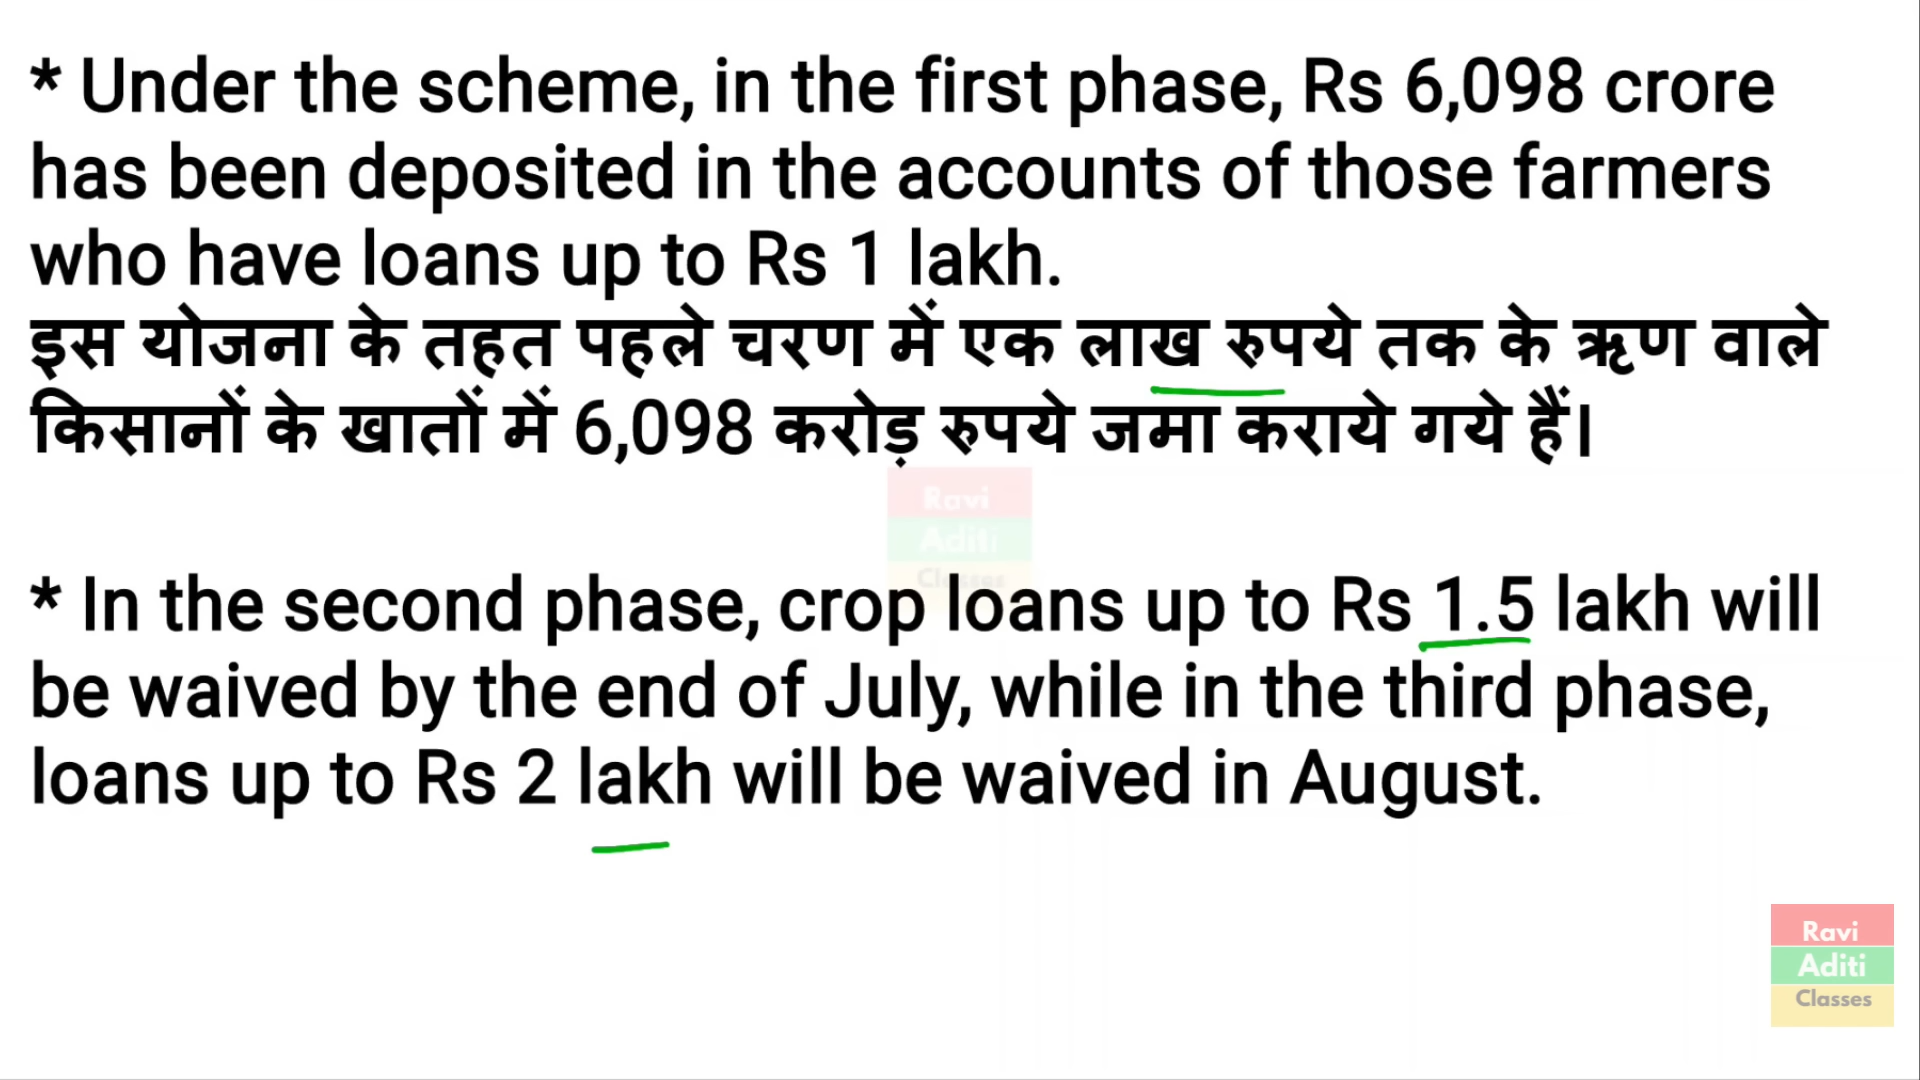 * Under the scheme, in the first phase, Rs 6,098 crore
has been deposited in the accounts of those farmers
who have loans up to Rs 1 lakh.
इस योजना के तहत पहले चरण में एक लाख रुपये तक के ऋण वाले
किसानों के खातों में 6,098 करोड़ रुपये जमा कराये गये हैं।
Ravi
Aditi
Classes
* In the second phase, crop loans up to Rs 1.5 lakh will
be waived by the end of July, while in the third phase,
loans up to Rs 2 lakh will be waived in August.
Ravi
Aditi
Classes